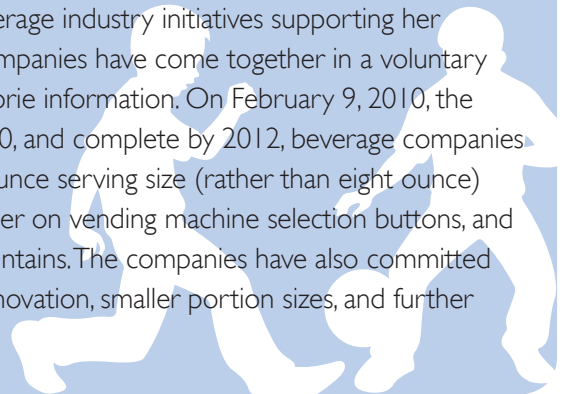 erage industry initiatives supporting her
mpanies have come together in a voluntary
orie information. On February 9, 2010, the
0, and complete by 2012, beverage companies
unce serving size (rather than eight ounce)
er on vending machine selection buttons, and
ntains. The companies have also committed
novation, smaller portion sizes, and further